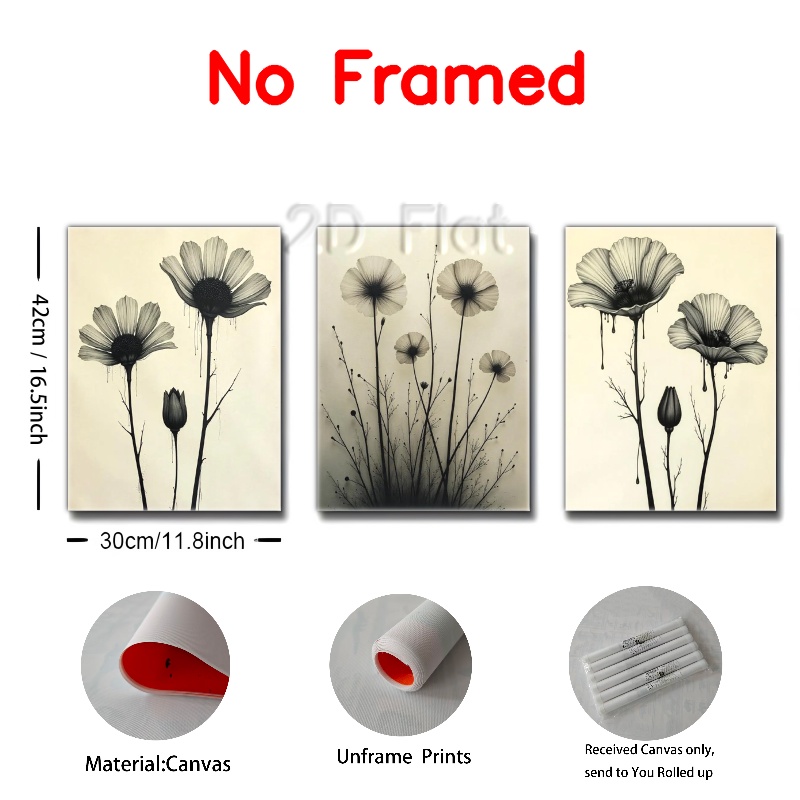 No Framed
2.D Flat
42cm / 16.5inch
30cm/11.8inch
Material:Canvas
Unframe Prints
Received Canvas only,
send to You Rolled up